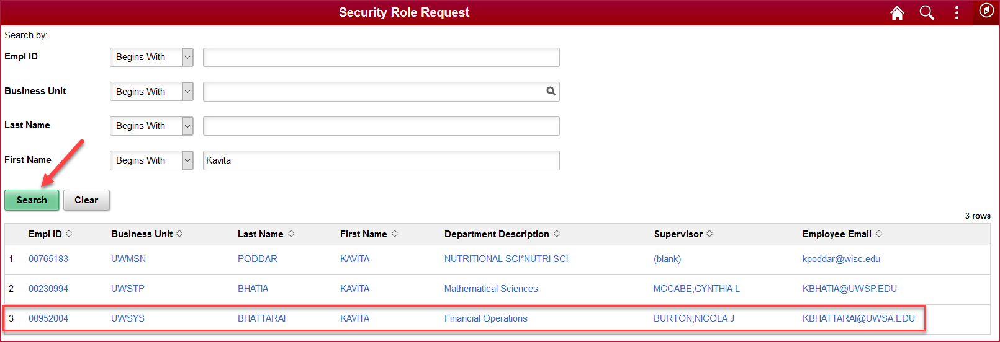 Security Role Request
Search by:
Empl ID Begins With
Business Unit Begins With
Last Name Begins With
First Name Begins With Kavita
Search Clear
3 rows
Empl ID Business Unit Last Name First Name Department Description Supervisor Employee Email
1 00765183 UWMSN PODDAR KAVITA NUTRITIONAL SCI*NUTRI SCI (blank) kpoddar@wisc.edu
2 00230994 UWSTP BHATIA KAVITA Mathematical Sciences MCCABE,CYNTHIA L KBHATIA@UWSP.EDU
3 00952004 UWSYS BHATTARAI KAVITA Financial Operations BURTON,NICOLA J KBHATTARAI@UWSA.EDU